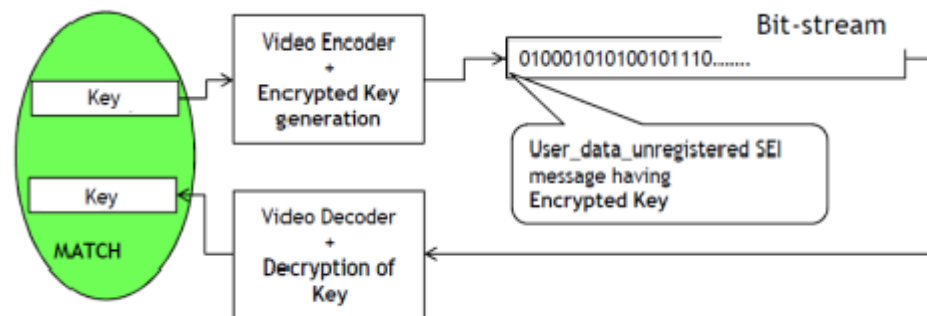 Bit-stream
Key
Video Encoder
+
Encrypted Key
generation
010001010100101110.......
User_data_unregistered SEI
message having
Encrypted Key
Key
MATCH
Video Decoder
+
Decryption of
Key